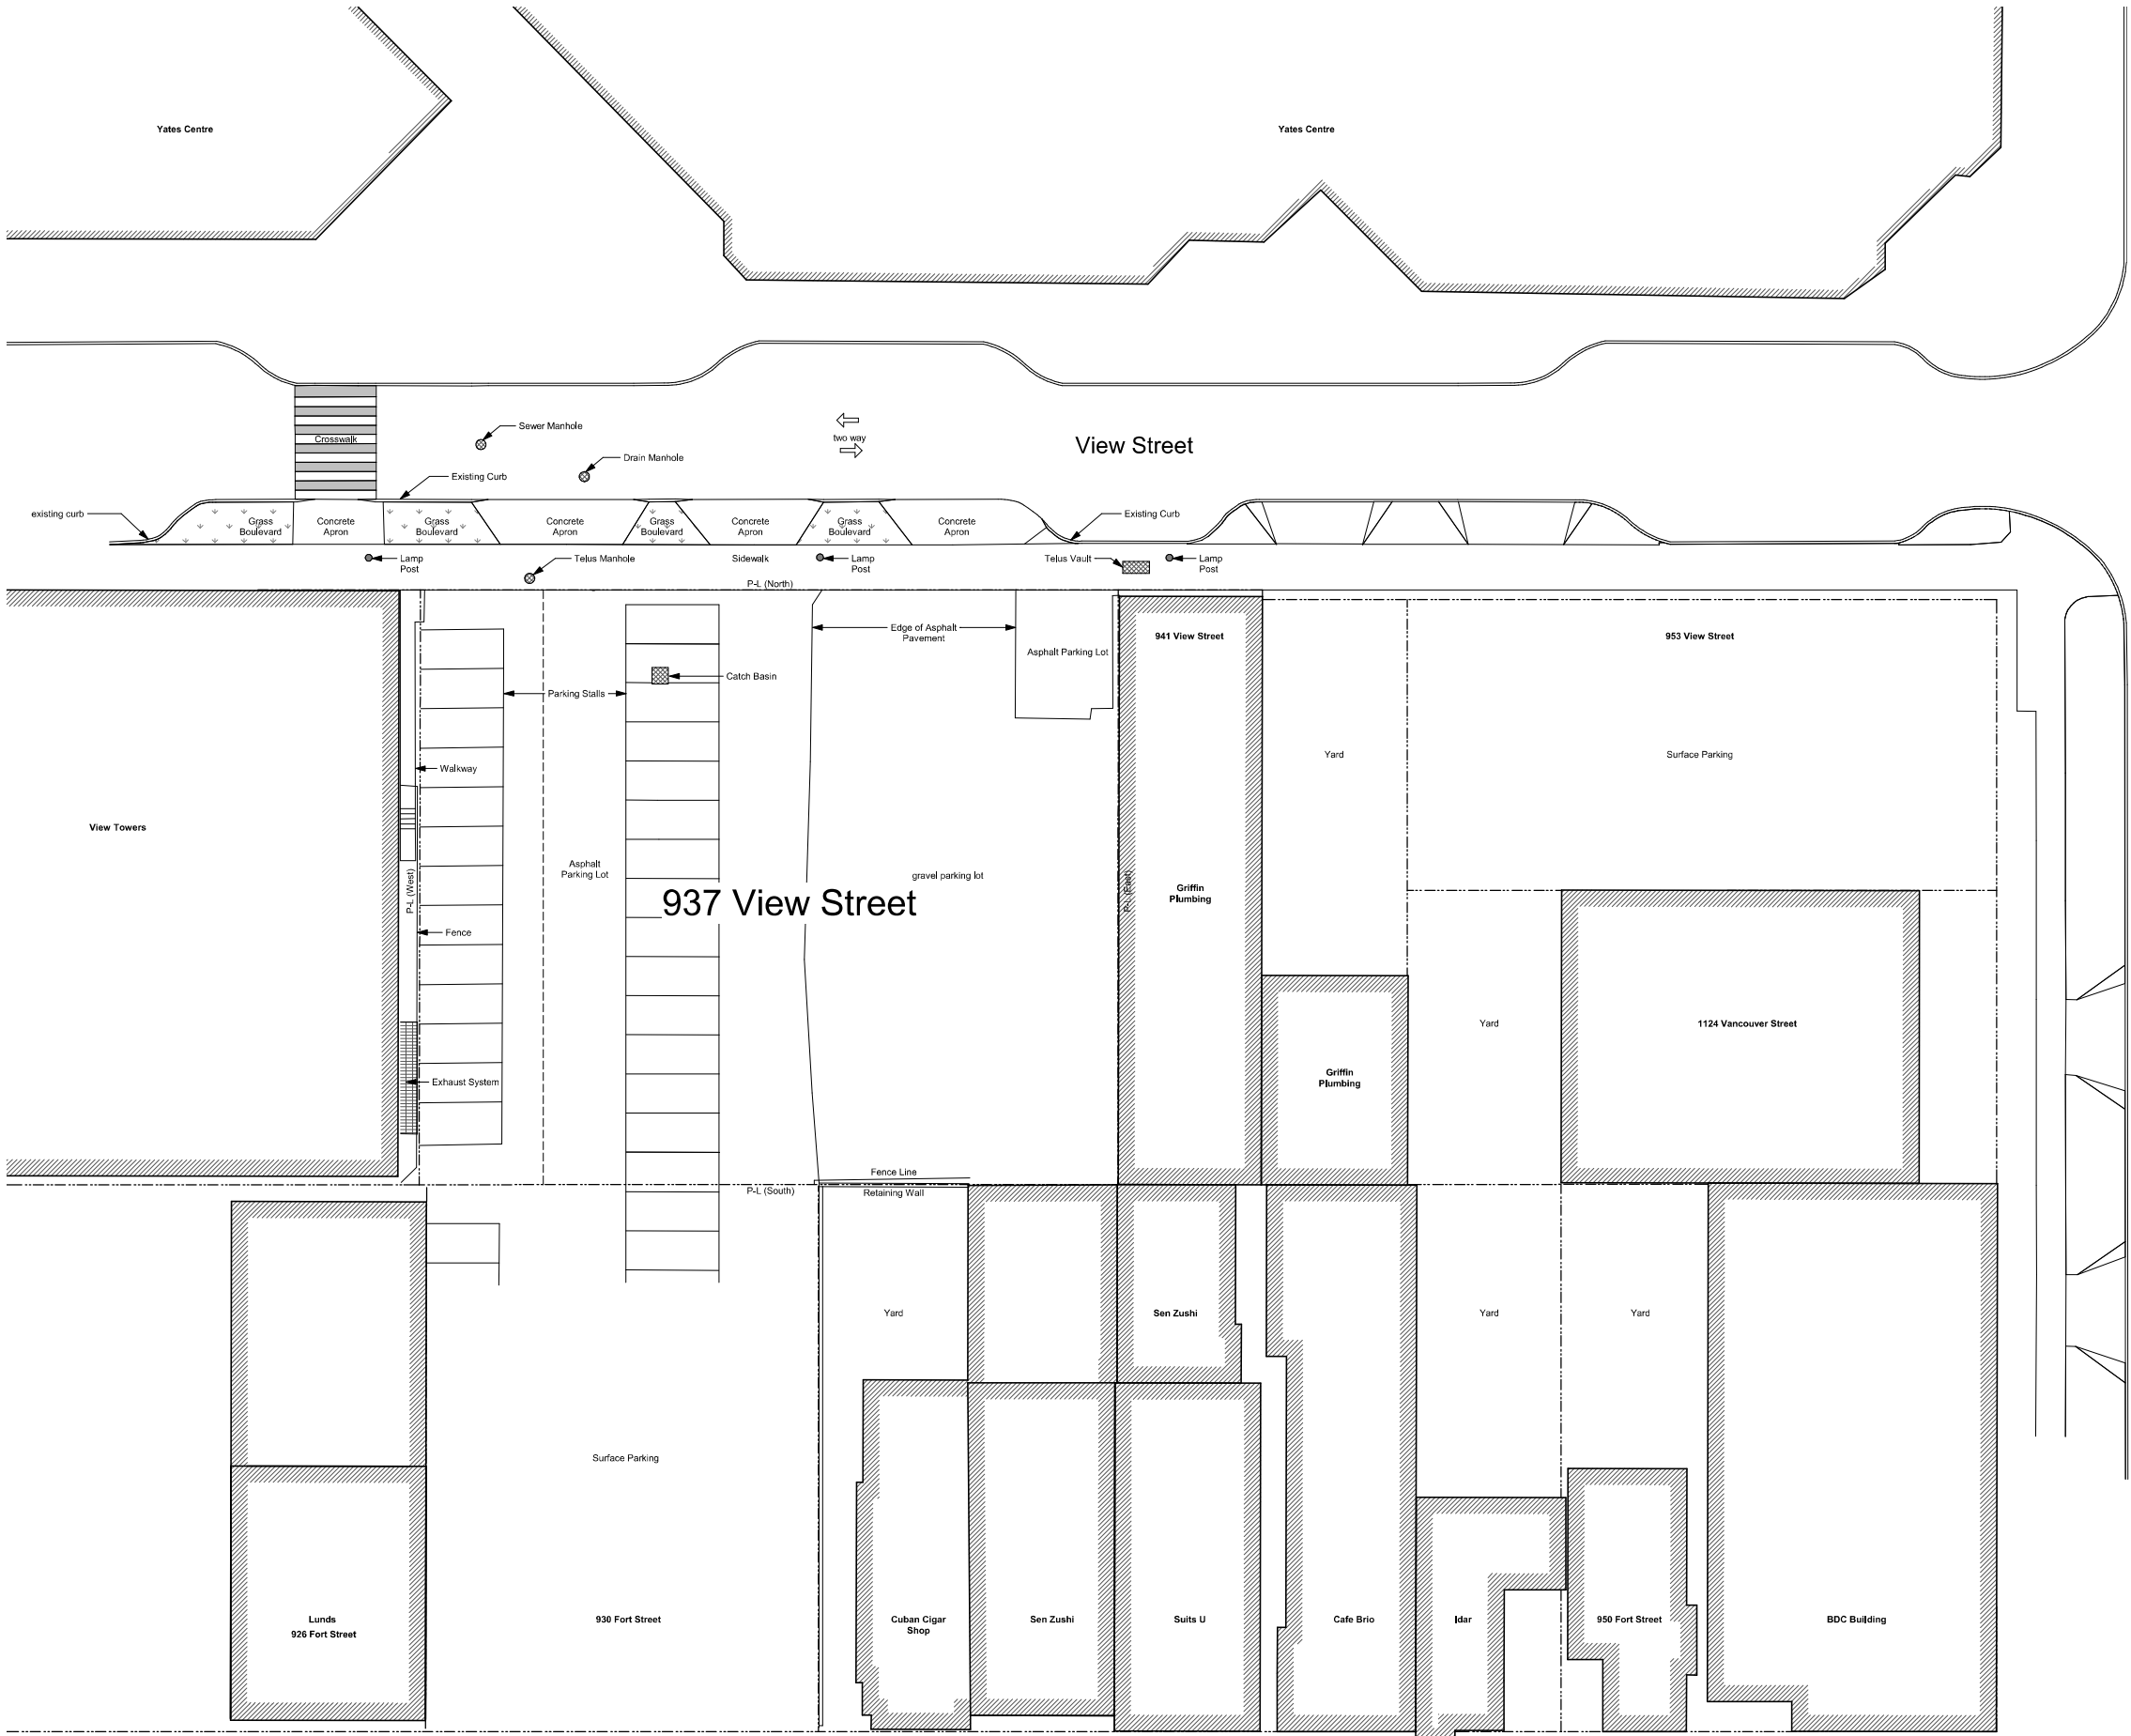 Yates Centre
Yates Centre
Sewer Manhole
two way
View Street
Crosswalk
Drain Manhole
Existing Curb
existing curb
Grass
Boulevard
Concrete
Apron
Grass
Boulevard
Concrete
Apron
Grass
Boulevard
Concrete
Apron
Grass
Boulevard
Concrete
Apron
Existing Curb
Lamp
Post
Telus Manhole
Sidewalk
Lamp
Post
Telus Vault
Lamp
Post
P-L (North)
Edge of Asphalt
Pavement
941 View Street
953 View Street
Asphalt Parking Lot
Catch Basin
Parking Stalls
Walkway
Yard
Surface Parking
View Towers
Asphalt
Parking Lot
P-L (West)
937 View Street
gravel parking lot
P-L (East)
Griffin
Plumbing
Fence
Yard
1124 Vancouver Street
Exhaust System
Griffin
Plumbing
Fence Line
P-L (South)
Retaining Wall
Yard
Sen Zushi
Yard
Yard
Surface Parking
Lunds
926 Fort Street
930 Fort Street
Cuban Cigar
Shop
Sen Zushi
Suits U
Cafe Brio
Idar
950 Fort Street
BDC Building